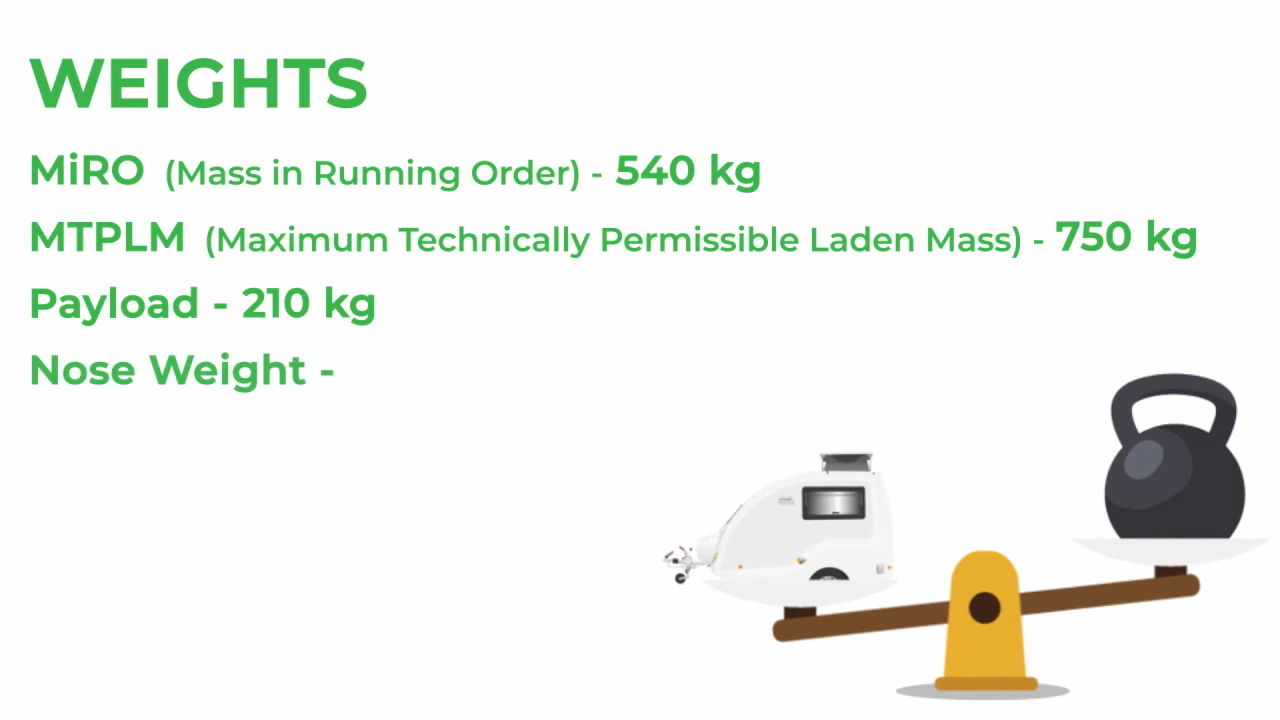 WEIGHTS
MiRO (Mass in Running Order) - 540 kg
MTPLM (Maximum Technically Permissible Laden Mass) - 750 kg
Payload - 210 kg
Nose Weight -